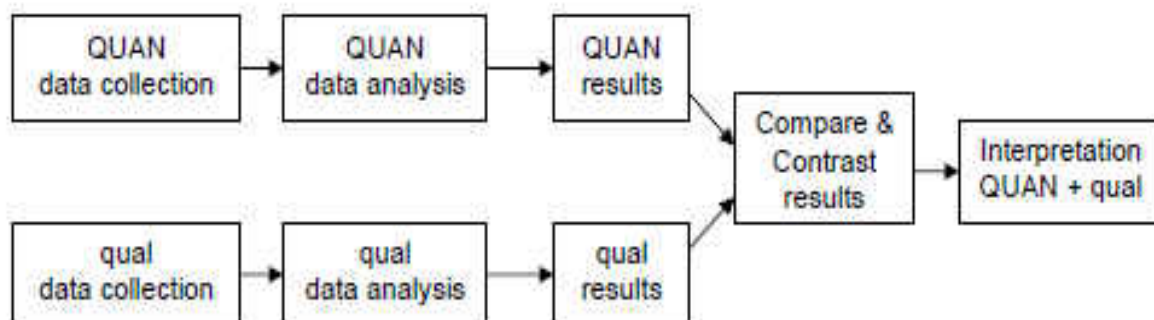 QUAN
data collection
QUAN
data analysis
QUAN
results
qual
data collection
qual
data analysis
qual
results
Compare &
Contrast
results
Interpretation
QUAN + qual